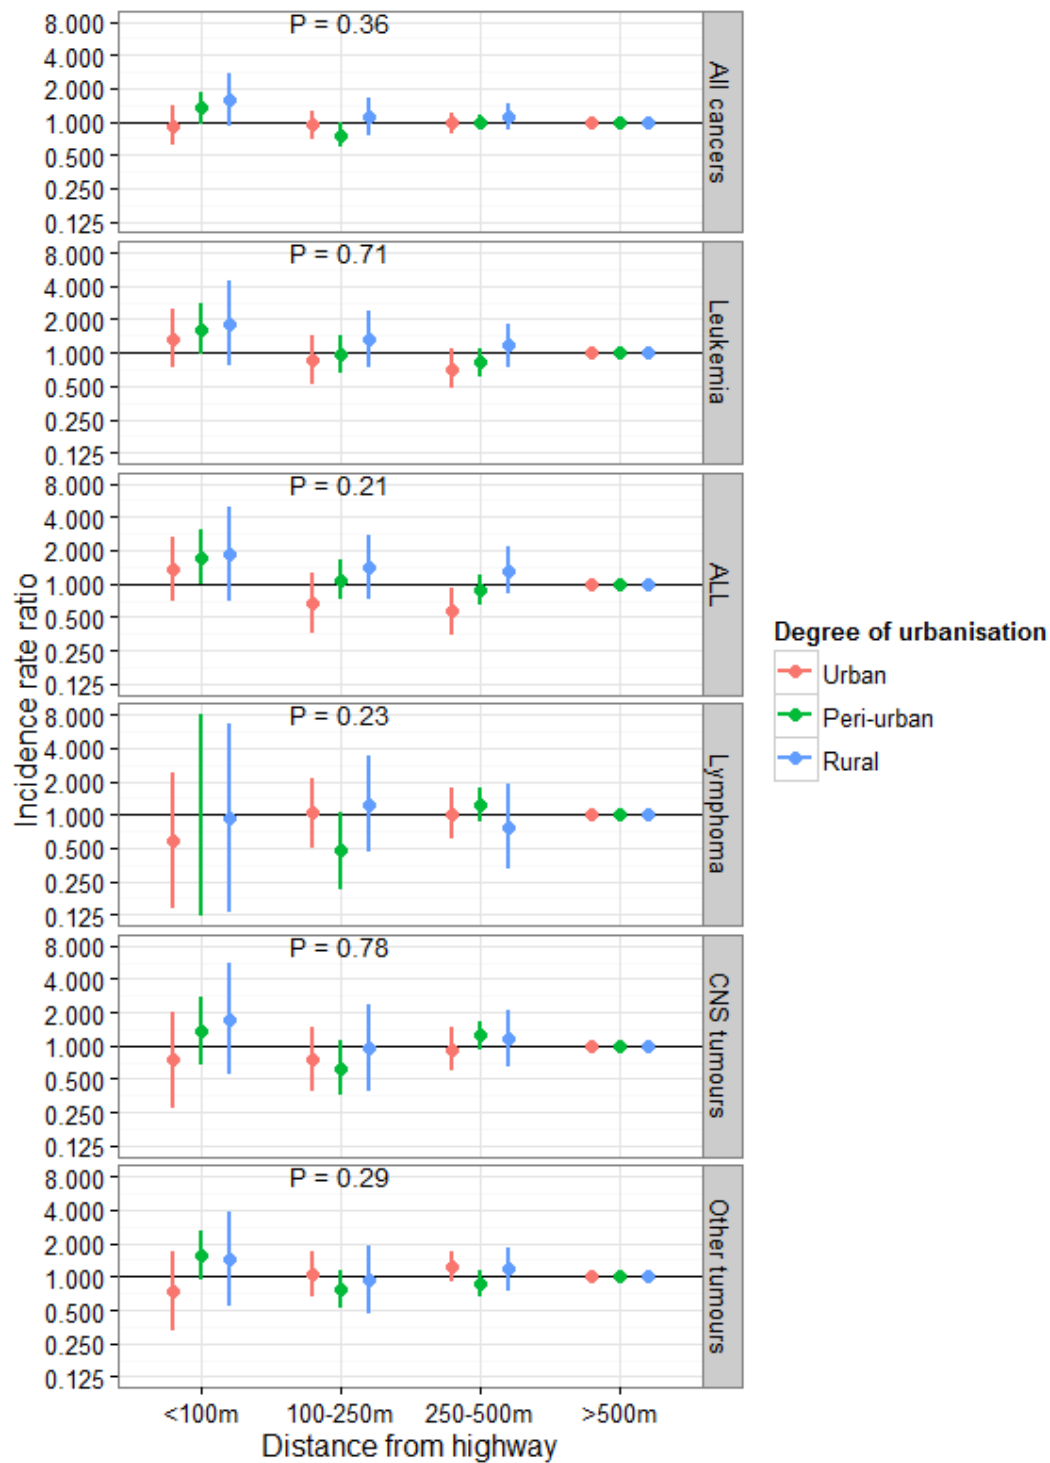 P = 0.36
8.000
4.000
2.000
1.000
0.500
0.250
0.125
All cancers
P = 0.71
8.000
4.000
2.000
1.000
0.500
0.250
0.125
Leukemia
P = 0.21
8.000
4.000
2.000
1.000
0.500
0.250
0.125
ALL
P = 0.23
8.000
4.000
2.000
1.000
0.500
0.250
0.125
Lymphoma
P = 0.78
8.000
4.000
2.000
1.000
0.500
0.250
0.125
CNS tumours
P = 0.29
8.000
4.000
2.000
1.000
0.500
0.250
0.125
Other tumours
Incidence rate ratio
<100m
100-250m
250-500m
>500m
Distance from highway
Degree of urbanisation
Urban
Peri-urban
Rural